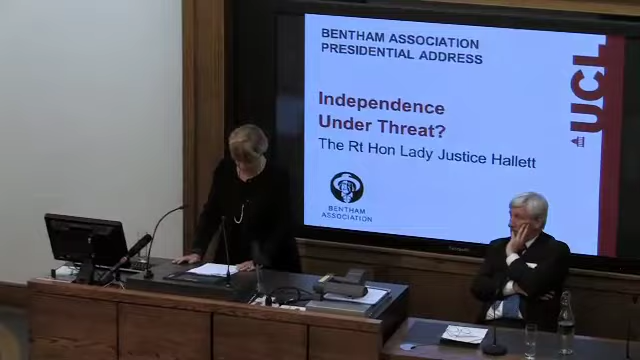 BENTHAM ASSOCIATION
PRESIDENTIAL ADDRESS
Independence
Under Threat?
The Rt Hon Lady Justice Hallett
BENTHAM
ASSOCIATION
UCL